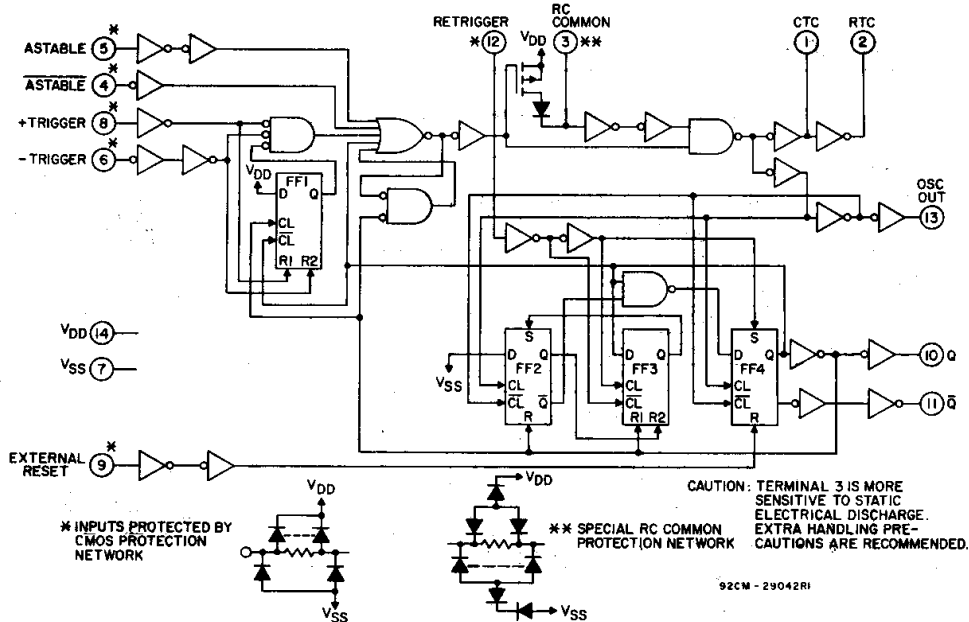 ASTABLE 5 *
ASTABLE 4 *
+TRIGGER 8 *
-TRIGGER 6 *
RETRIGGER
* 12
RC
COMMON
3 **
VDD
CTC
1
RTC
2
OSC
OUT
13
VDD
FF1
D Q
CL
CL
R1 R2
VDD 14
VSS 7
VSS
S
D Q
FF2
CL
CL Q
R
D Q
FF3
CL
CL
R1 R2
S
D Q
FF4
CL
CL
R
10 Q
11 Q̄
EXTERNAL
RESET 9 *
* INPUTS PROTECTED BY
CMOS PROTECTION
NETWORK
VDD
VSS
VDD
VSS
** SPECIAL RC COMMON
PROTECTION NETWORK
CAUTION: TERMINAL 3 IS MORE
SENSITIVE TO STATIC
ELECTRICAL DISCHARGE.
EXTRA HANDLING PRE-
CAUTIONS ARE RECOMMENDED.
92CM-29042R1